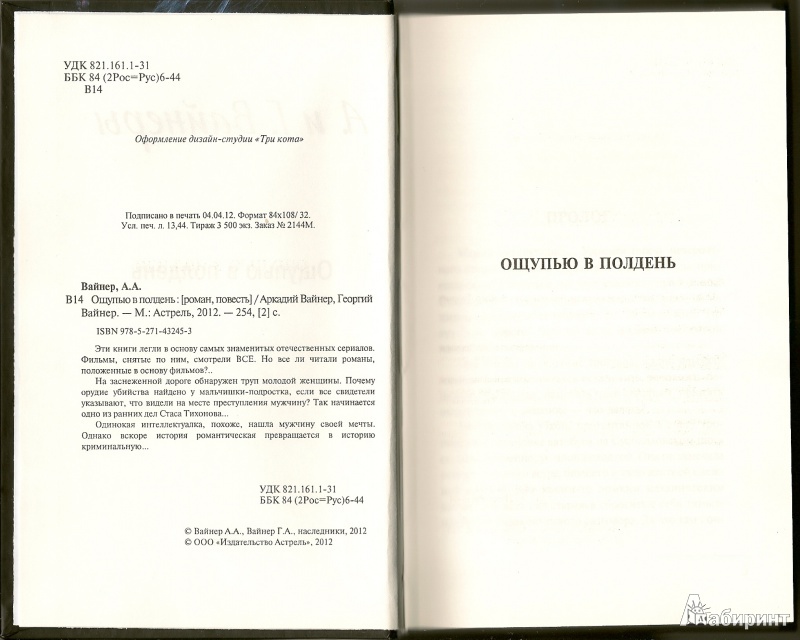 УДК 821.161.1-31
ББК 84 (2Рос=Рус)6-44
В14
Оформление дизайн-студии «Три кота»
Подписано в печать 04.04.12. Формат 84х108/ 32.
Усл. печ. л. 13,44. Тираж 3 500 экз. Заказ № 2144М.
Вайнер, А.А.
В14 Ощупью в полдень : [роман, повесть] / Аркадий Вайнер, Георгий
Вайнер. — М.: Астрель, 2012. — 254, [2] с.
ISBN 978-5-271-43245-3
Эти книги легли в основу самых знаменитых отечественных сериалов.
Фильмы, снятые по ним, смотрели ВСЕ. Но все ли читали романы,
положенные в основу фильмов?..
На заснеженной дороге обнаружен труп молодой женщины. Почему
орудие убийства найдено у мальчишки-подростка, если все свидетели
указывают, что видели на месте преступления мужчину? Так начинается
одно из ранних дел Стаса Тихонова...
Одинокая интеллектуалка, похоже, нашла мужчину своей мечты.
Однако вскоре история романтическая превращается в историю
криминальную...
УДК 821.161.1-31
ББК 84 (2Рос=Рус)6-44
© Вайнер А.А., Вайнер Г.А., наследники, 2012
© ООО «Издательство Астрель», 2012
ОЩУПЬЮ В ПОЛДЕНЬ
Лабиринт